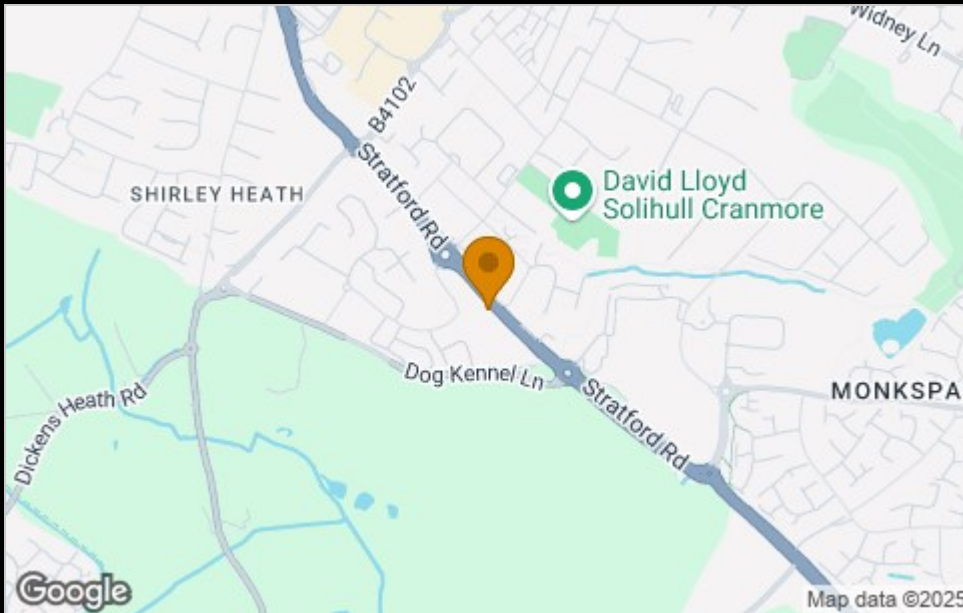 Widney Ln
B4102
Stratford Rd
SHIRLEY HEATH
David Lloyd
Solihull Cranmore
Dog Kennel Ln
Stratford Rd
MONKSPA
Dickens Heath Rd
Google
Map data ©2025